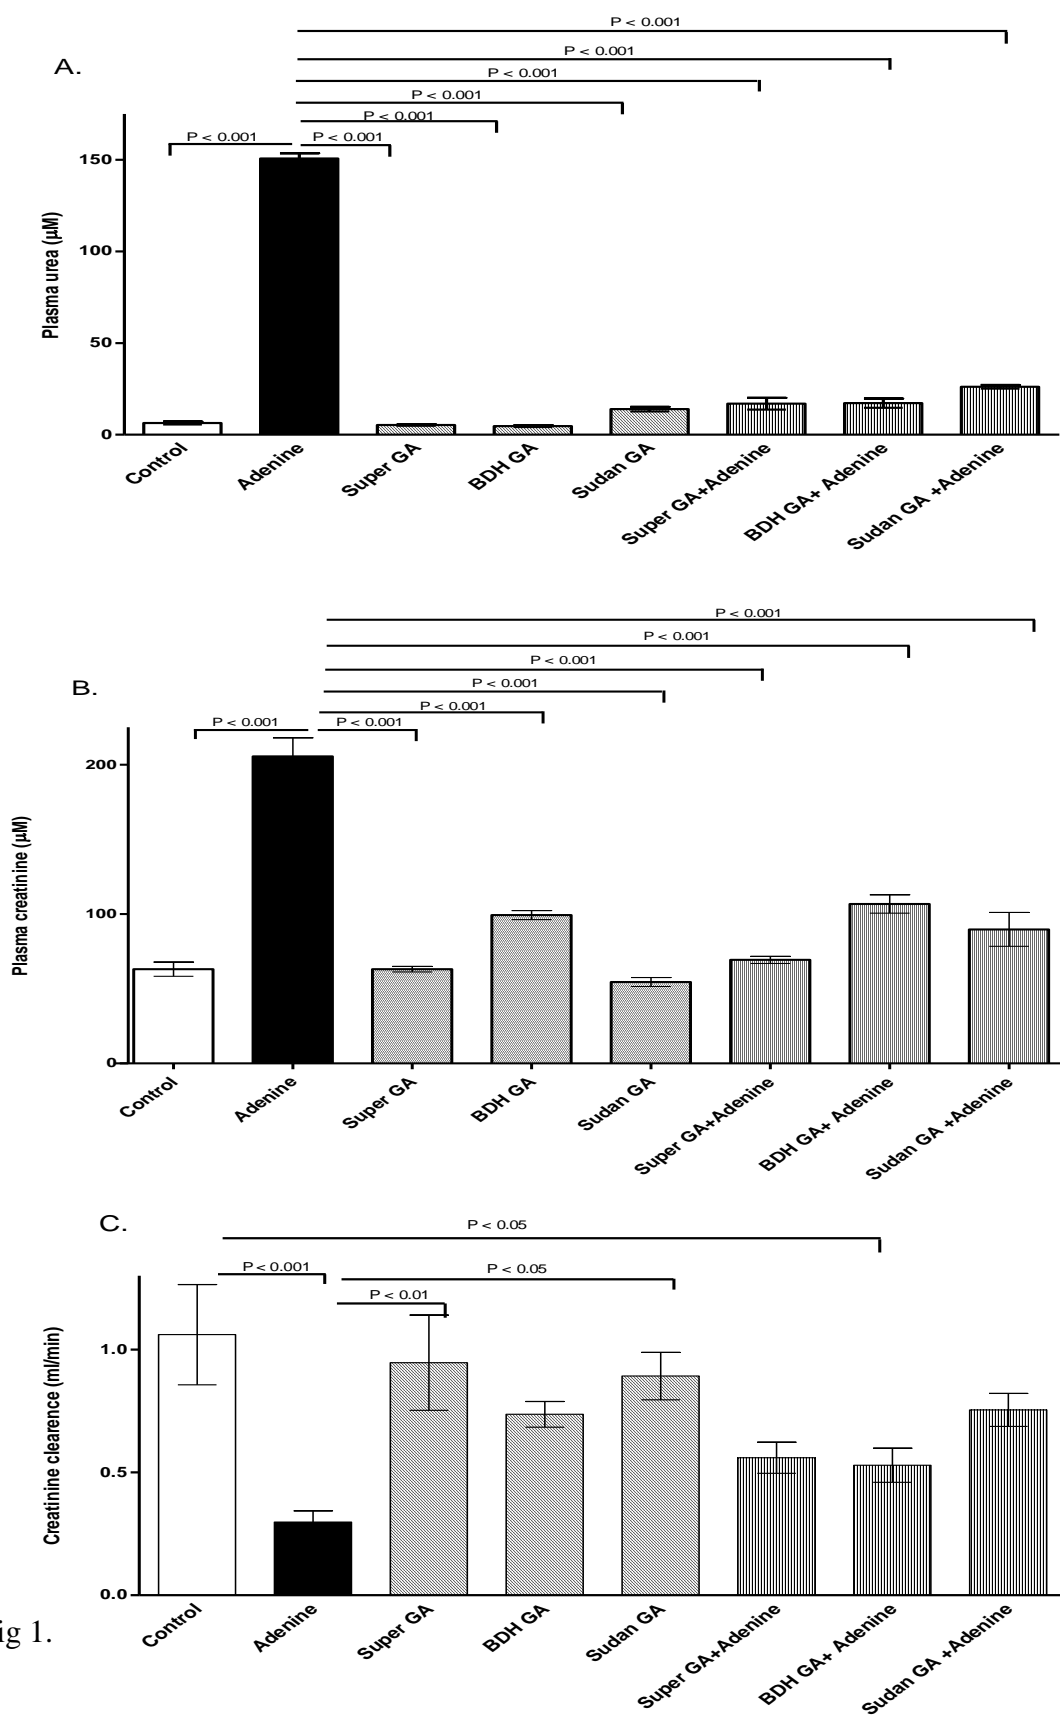 P < 0.001
P < 0.001
A.
P < 0.001
P < 0.001
P < 0.001
P < 0.001 P < 0.001
150
100
50
0
Plasma urea (µM)
Control
Adenine
Super GA
BDH GA
Sudan GA
Super GA+Adenine
BDH GA+ Adenine
Sudan GA +Adenine
P < 0.001
P < 0.001
P < 0.001
B.
P < 0.001
P < 0.001
P < 0.001 P < 0.001
200
100
0
Plasma creatinine (µM)
Control
Adenine
Super GA
BDH GA
Sudan GA
Super GA+Adenine
BDH GA+ Adenine
Sudan GA +Adenine
C.
P < 0.05
P < 0.001
P < 0.05
P < 0.01
1.0
0.5
0.0
Creatinine clearence (ml/min)
Control
Adenine
Super GA
BDH GA
Sudan GA
Super GA+Adenine
BDH GA+ Adenine
Sudan GA +Adenine
ig 1.